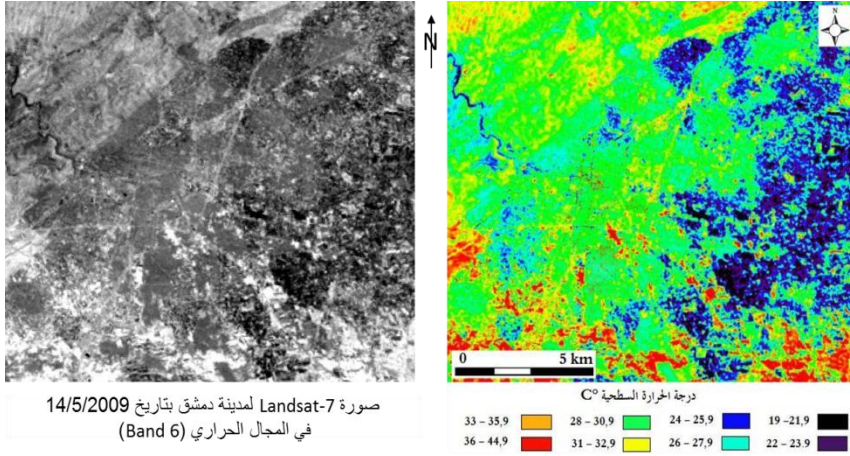 N
N
0 5 km
صورة Landsat-7 لمدينة دمشق بتاريخ 14/5/2009
في المجال الحراري (Band 6)
درجة الحرارة السطحية C°
19 -21,9 24 – 25,9 28 – 30,9 33 – 35,9
22 – 23.9 26 – 27,9 31 – 32,9 36 – 44,9